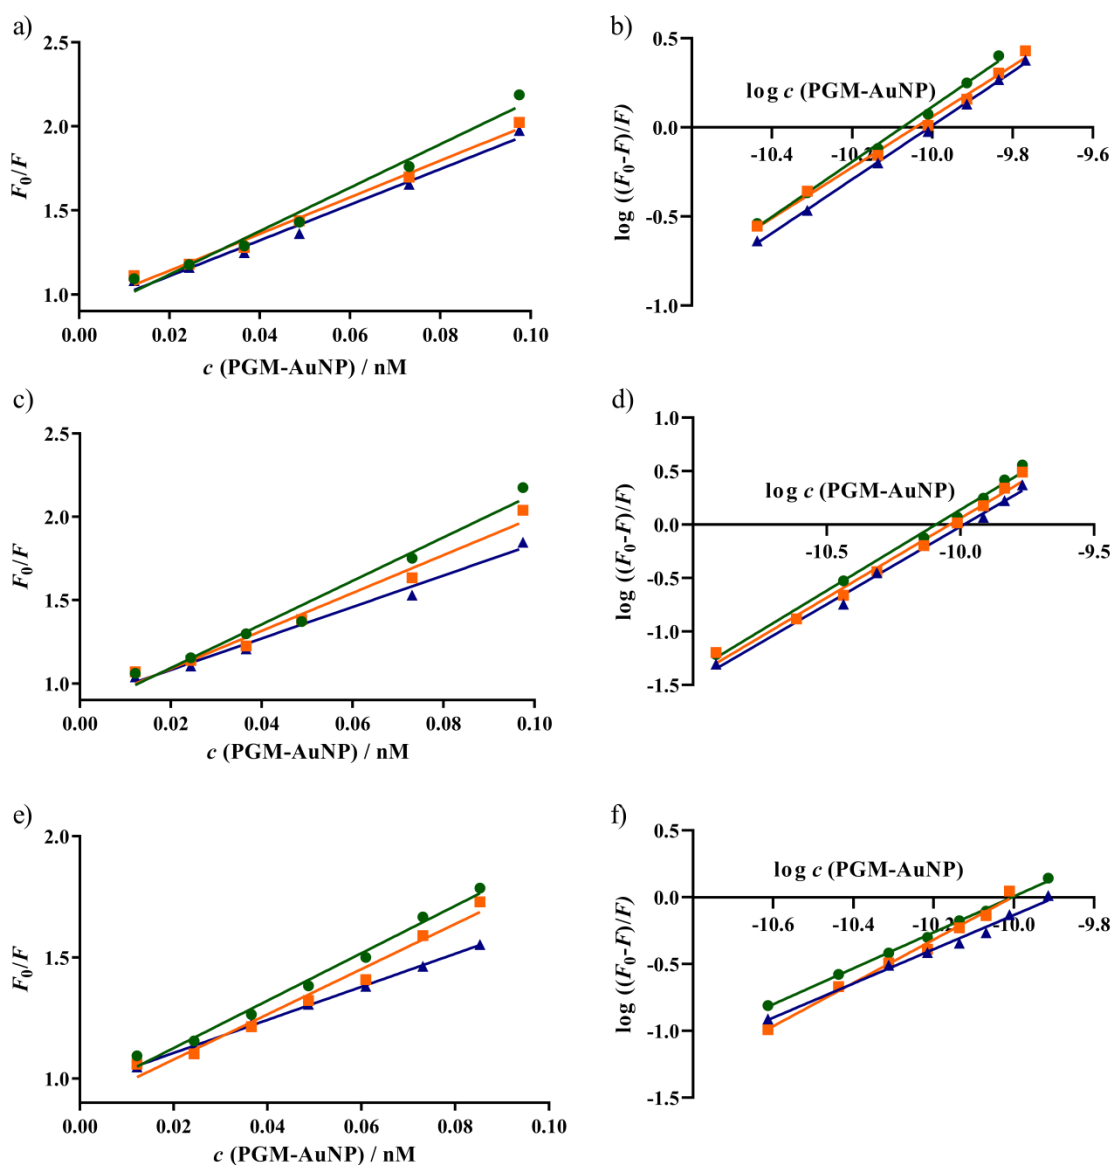 a)
2.5
2.0
1.5
1.0
F₀/F
0.00 0.02 0.04 0.06 0.08 0.10
c (PGM-AuNP) / nM
b)
0.5
0.0
-0.5
-1.0
log ((F₀-F)/F)
log c (PGM-AuNP)
-10.4 -10.2 -10.0 -9.8 -9.6
c)
2.5
2.0
1.5
1.0
F₀/F
0.00 0.02 0.04 0.06 0.08 0.10
c (PGM-AuNP) / nM
d)
1.0
0.5
0.0
-0.5
-1.0
-1.5
log ((F₀-F)/F)
log c (PGM-AuNP)
-10.5 -10.0 -9.5
e)
2.0
1.5
1.0
F₀/F
0.00 0.02 0.04 0.06 0.08 0.10
c (PGM-AuNP) / nM
f)
0.5
0.0
-0.5
-1.0
-1.5
log ((F₀-F)/F)
log c (PGM-AuNP)
-10.6 -10.4 -10.2 -10.0 -9.8